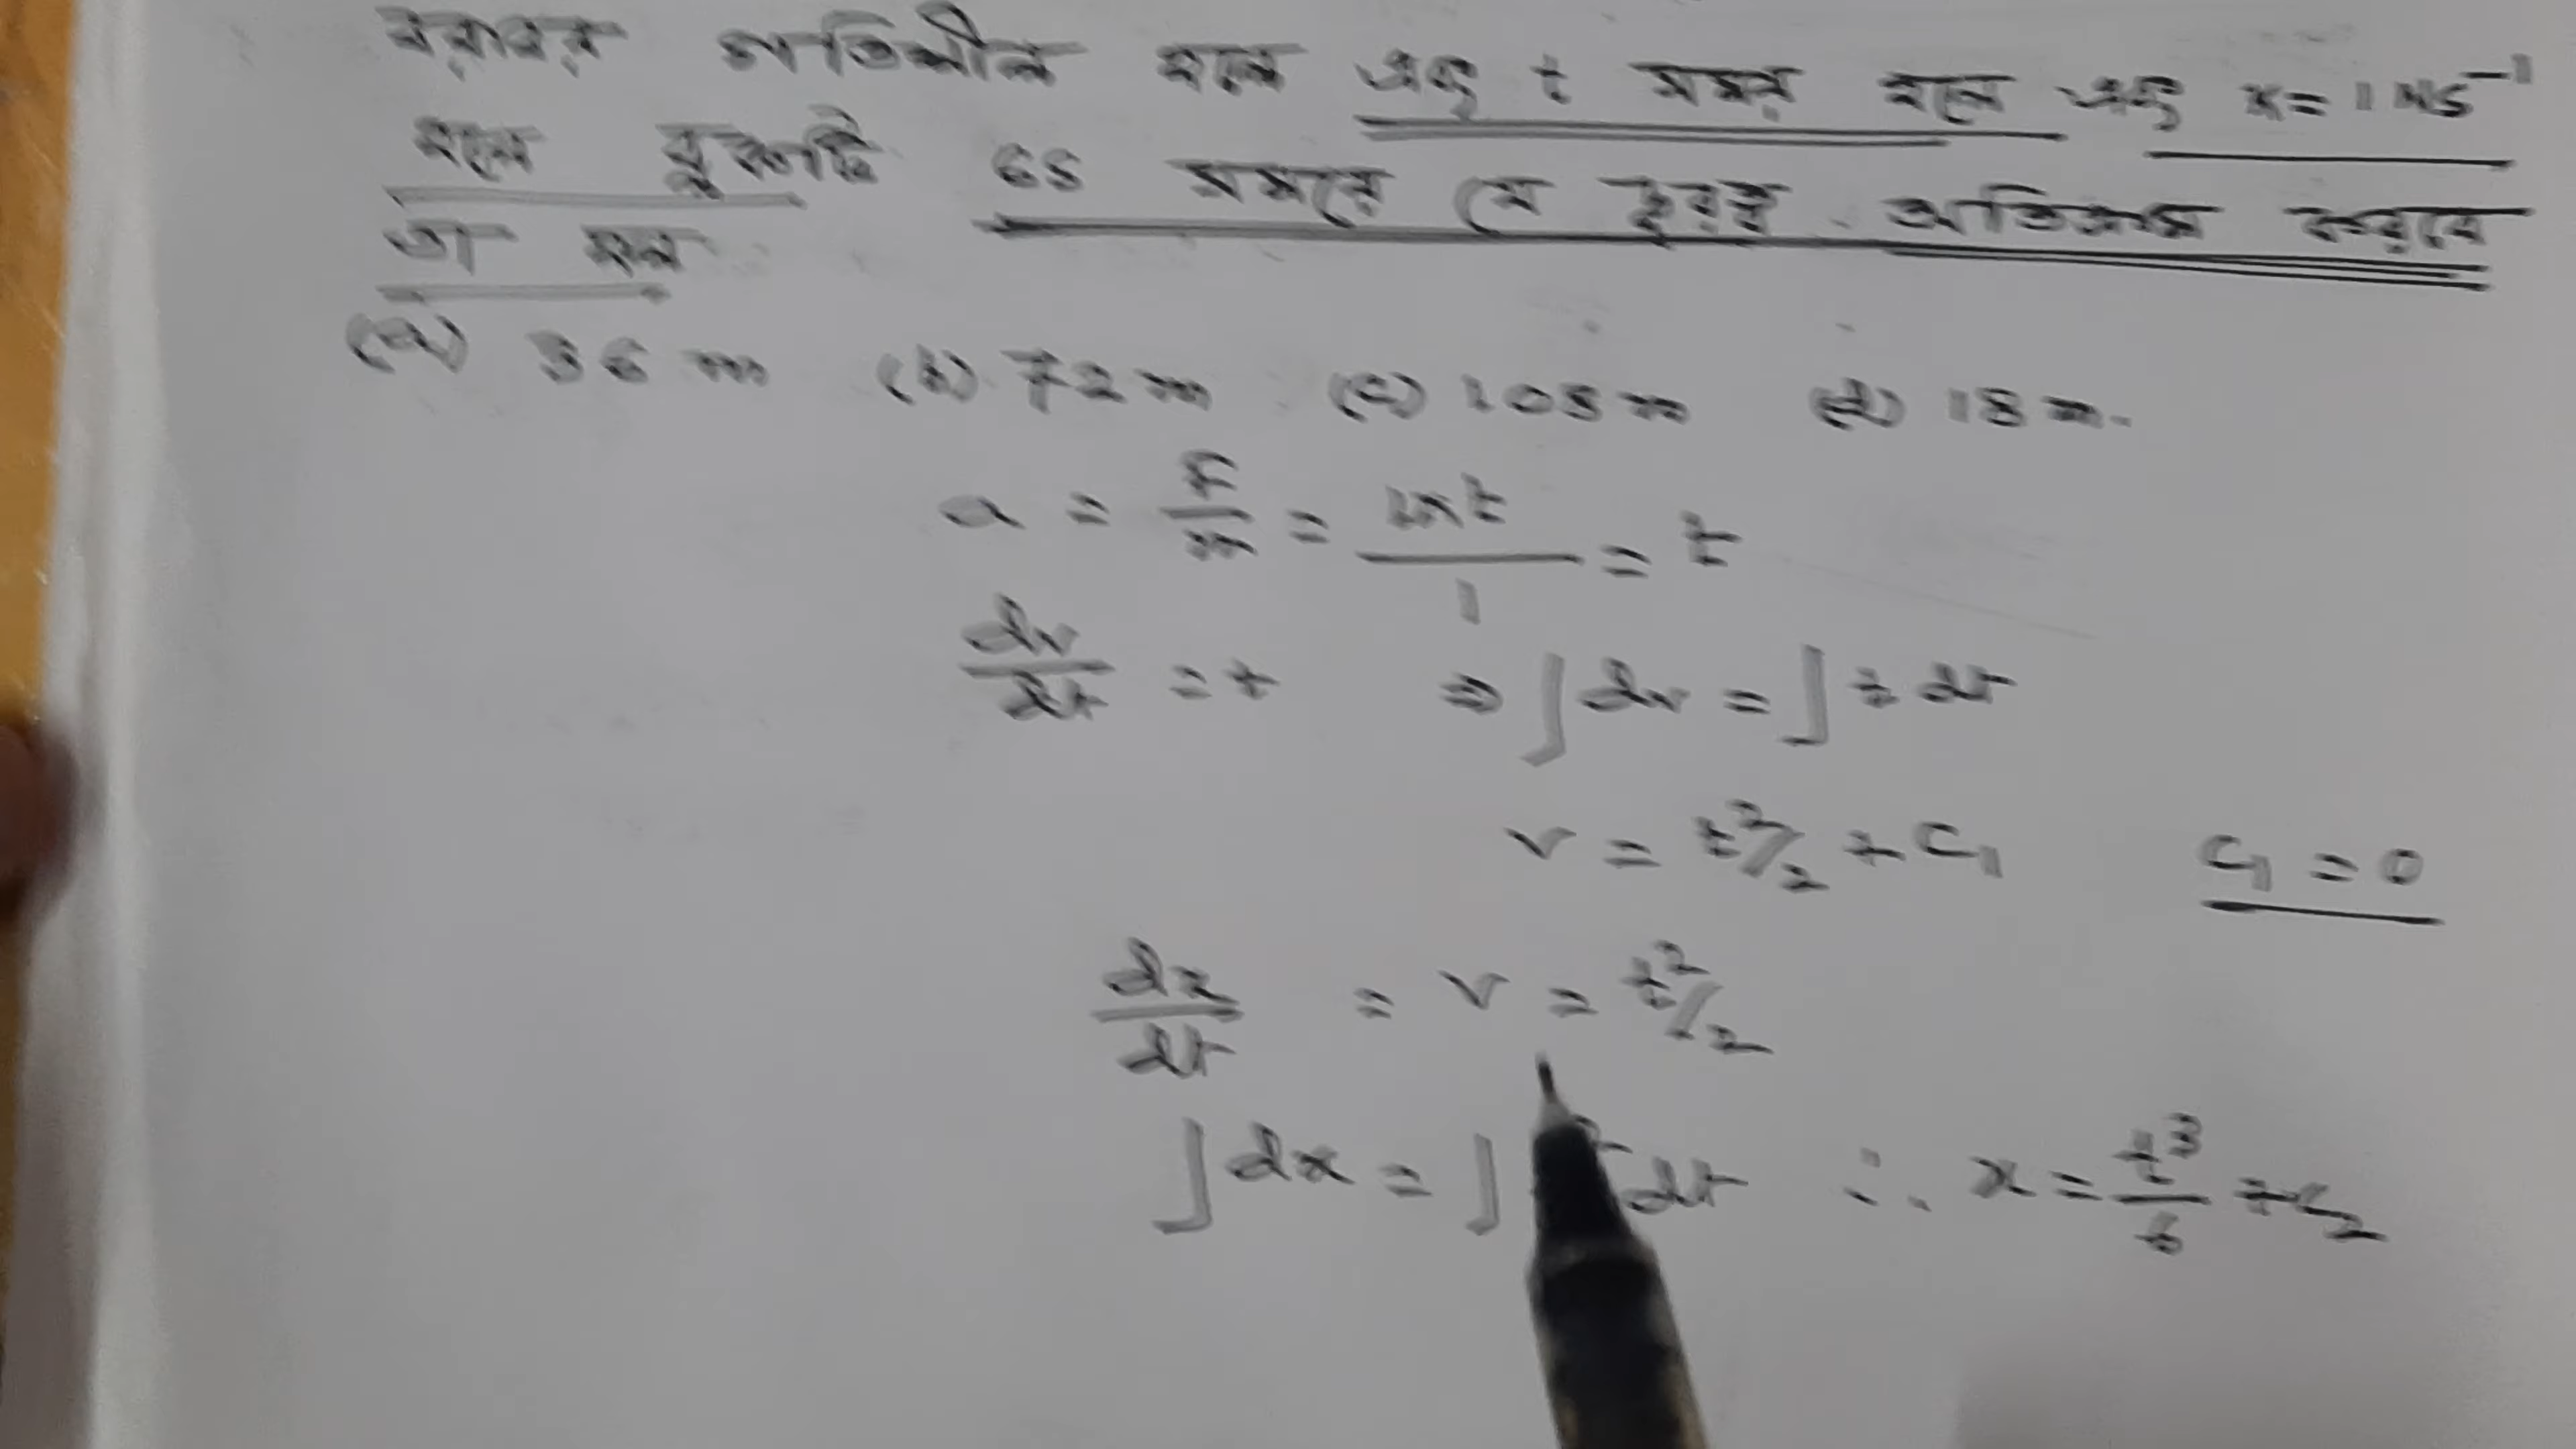 বরাবর গতিশীল হলে এবং t সময় হলে এবং k = 1 NS⁻¹
হলে বস্তুটি 6S সময়ে যে দূরত্ব অতিক্রম করবে
তা হল
(a) 36 m (b) 72 m (c) 108 m (d) 18 m.
a = F/m = 1×t/1 = t
dv/dt = t ⇒ ∫dv = ∫t dt
v = t²/2 + C₁ C₁ = 0
dx/dt = v = t²/2
∫dx = ∫ dt ∴ x = t³/6 + C₂